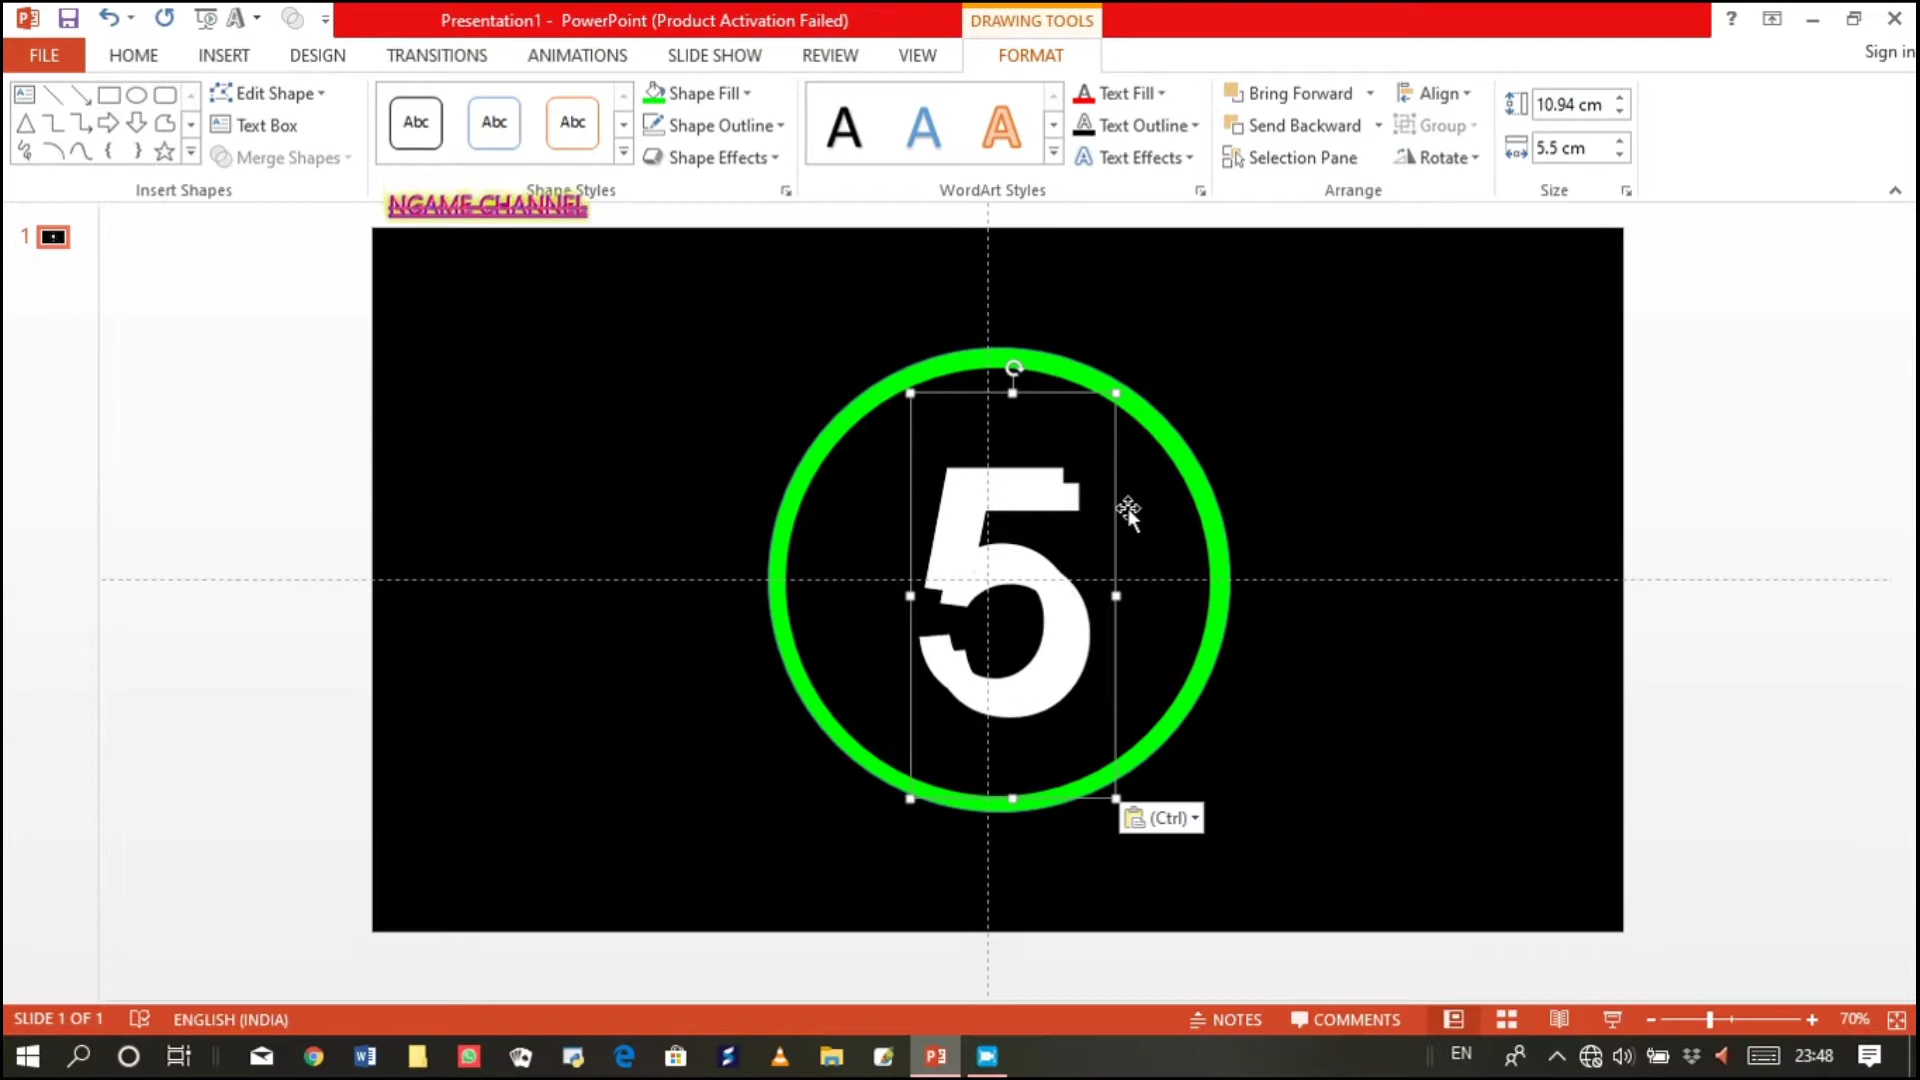 Presentation1 - PowerPoint (Product Activation Failed)
DRAWING TOOLS
?
FILE HOME INSERT DESIGN TRANSITIONS ANIMATIONS SLIDE SHOW REVIEW VIEW FORMAT
Sign in
Edit Shape
Text Box
Merge Shapes
Insert Shapes
Abc Abc Abc
Shape Fill
Shape Outline
Shape Effects
Shape Styles
A A A
Text Fill
Text Outline
Text Effects
WordArt Styles
Bring Forward
Send Backward
Selection Pane
Align
Group
Rotate
Arrange
10.94 cm
5.5 cm
Size
NGAME CHANNEL
1
5
(Ctrl)
SLIDE 1 OF 1 ENGLISH (INDIA) NOTES COMMENTS 70%
EN 23:48